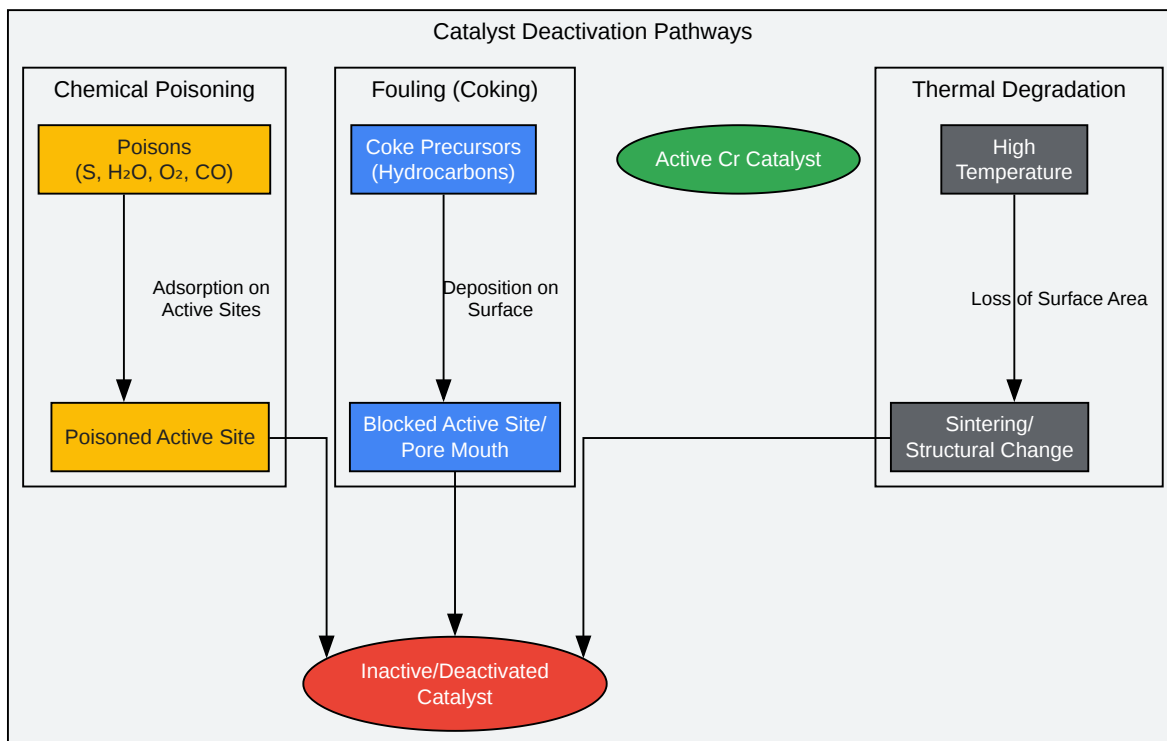 Catalyst Deactivation Pathways
Chemical Poisoning
Poisons
(S, H₂O, O₂, CO)
Adsorption on
Active Sites
Poisoned Active Site
Fouling (Coking)
Coke Precursors
(Hydrocarbons)
Deposition on
Surface
Blocked Active Site/
Pore Mouth
Active Cr Catalyst
Thermal Degradation
High
Temperature
Loss of Surface Area
Sintering/
Structural Change
Inactive/Deactivated
Catalyst